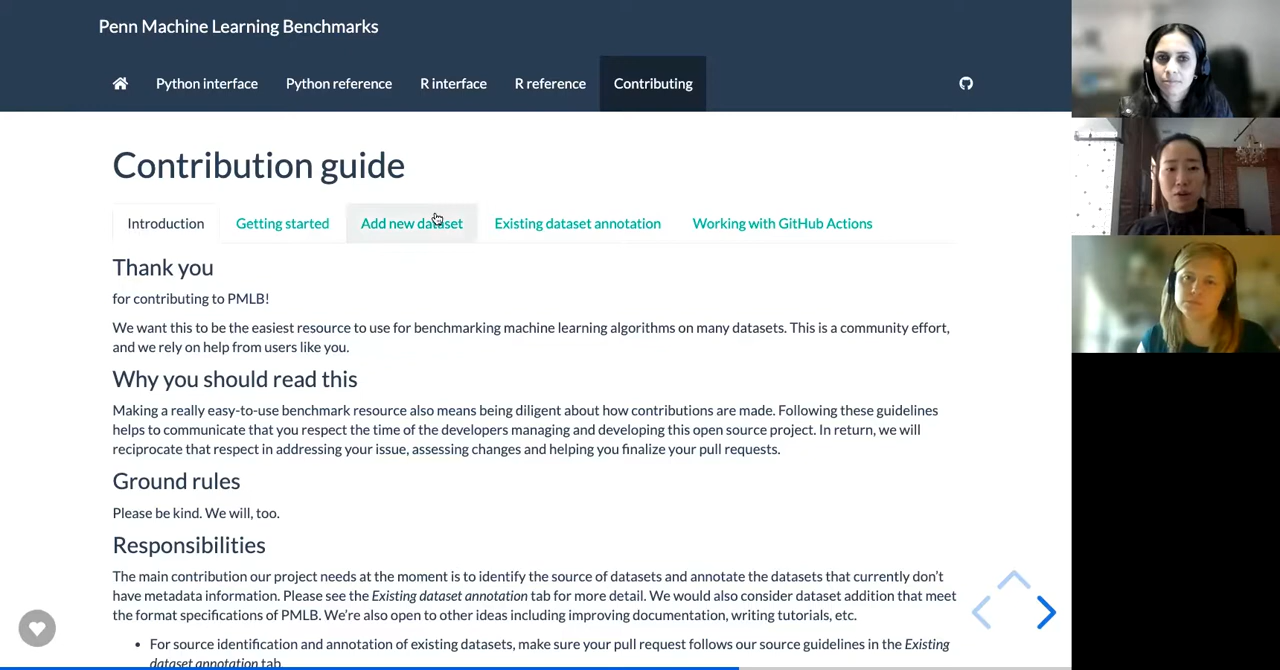 Penn Machine Learning Benchmarks
Python interface
Python reference
R interface
R reference
Contributing
Contribution guide
Introduction
Getting started
Add new dataset
Existing dataset annotation
Working with GitHub Actions
Thank you
for contributing to PMLB!
We want this to be the easiest resource to use for benchmarking machine learning algorithms on many datasets. This is a community effort,
and we rely on help from users like you.
Why you should read this
Making a really easy-to-use benchmark resource also means being diligent about how contributions are made. Following these guidelines
helps to communicate that you respect the time of the developers managing and developing this open source project. In return, we will
reciprocate that respect in addressing your issue, assessing changes and helping you finalize your pull requests.
Ground rules
Please be kind. We will, too.
Responsibilities
The main contribution our project needs at the moment is to identify the source of datasets and annotate the datasets that currently don't
have metadata information. Please see the Existing dataset annotation tab for more detail. We would also consider dataset addition that meet
the format specifications of PMLB. We're also open to other ideas including improving documentation, writing tutorials, etc.
• For source identification and annotation of existing datasets, make sure your pull request follows our source guidelines in the Existing
dataset annotation tab